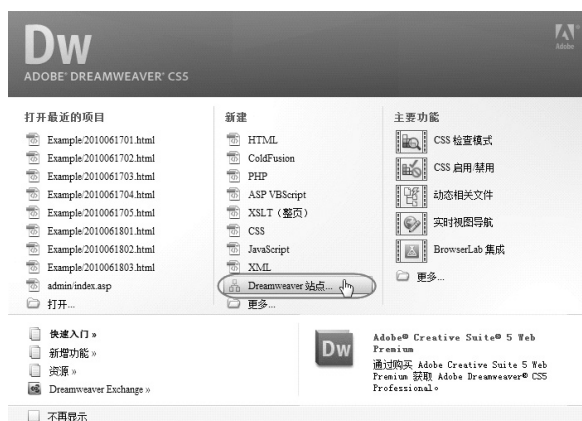 Dw
ADOBE® DREAMWEAVER® CS5
Adobe
打开最近的项目
Example/2010061701.html
Example/2010061702.html
Example/2010061703.html
Example/2010061704.html
Example/2010061705.html
Example/2010061801.html
Example/2010061802.html
Example/2010061803.html
admin/index.asp
打开...
新建
HTML
ColdFusion
PHP
ASP VBScript
XSLT（整页）
CSS
JavaScript
XML
Dreamweaver 站点...
更多...
主要功能
CSS 检查模式
CSS 启用/禁用
动态相关文件
实时视图导航
BrowserLab 集成
更多...
快速入门 »
新增功能 »
资源 »
Dreamweaver Exchange »
Dw
Adobe® Creative Suite® 5 Web
Premium
通过购买 Adobe Creative Suite 5 Web
Premium 获取 Adobe Dreamweaver® CS5
Professional。
不再显示